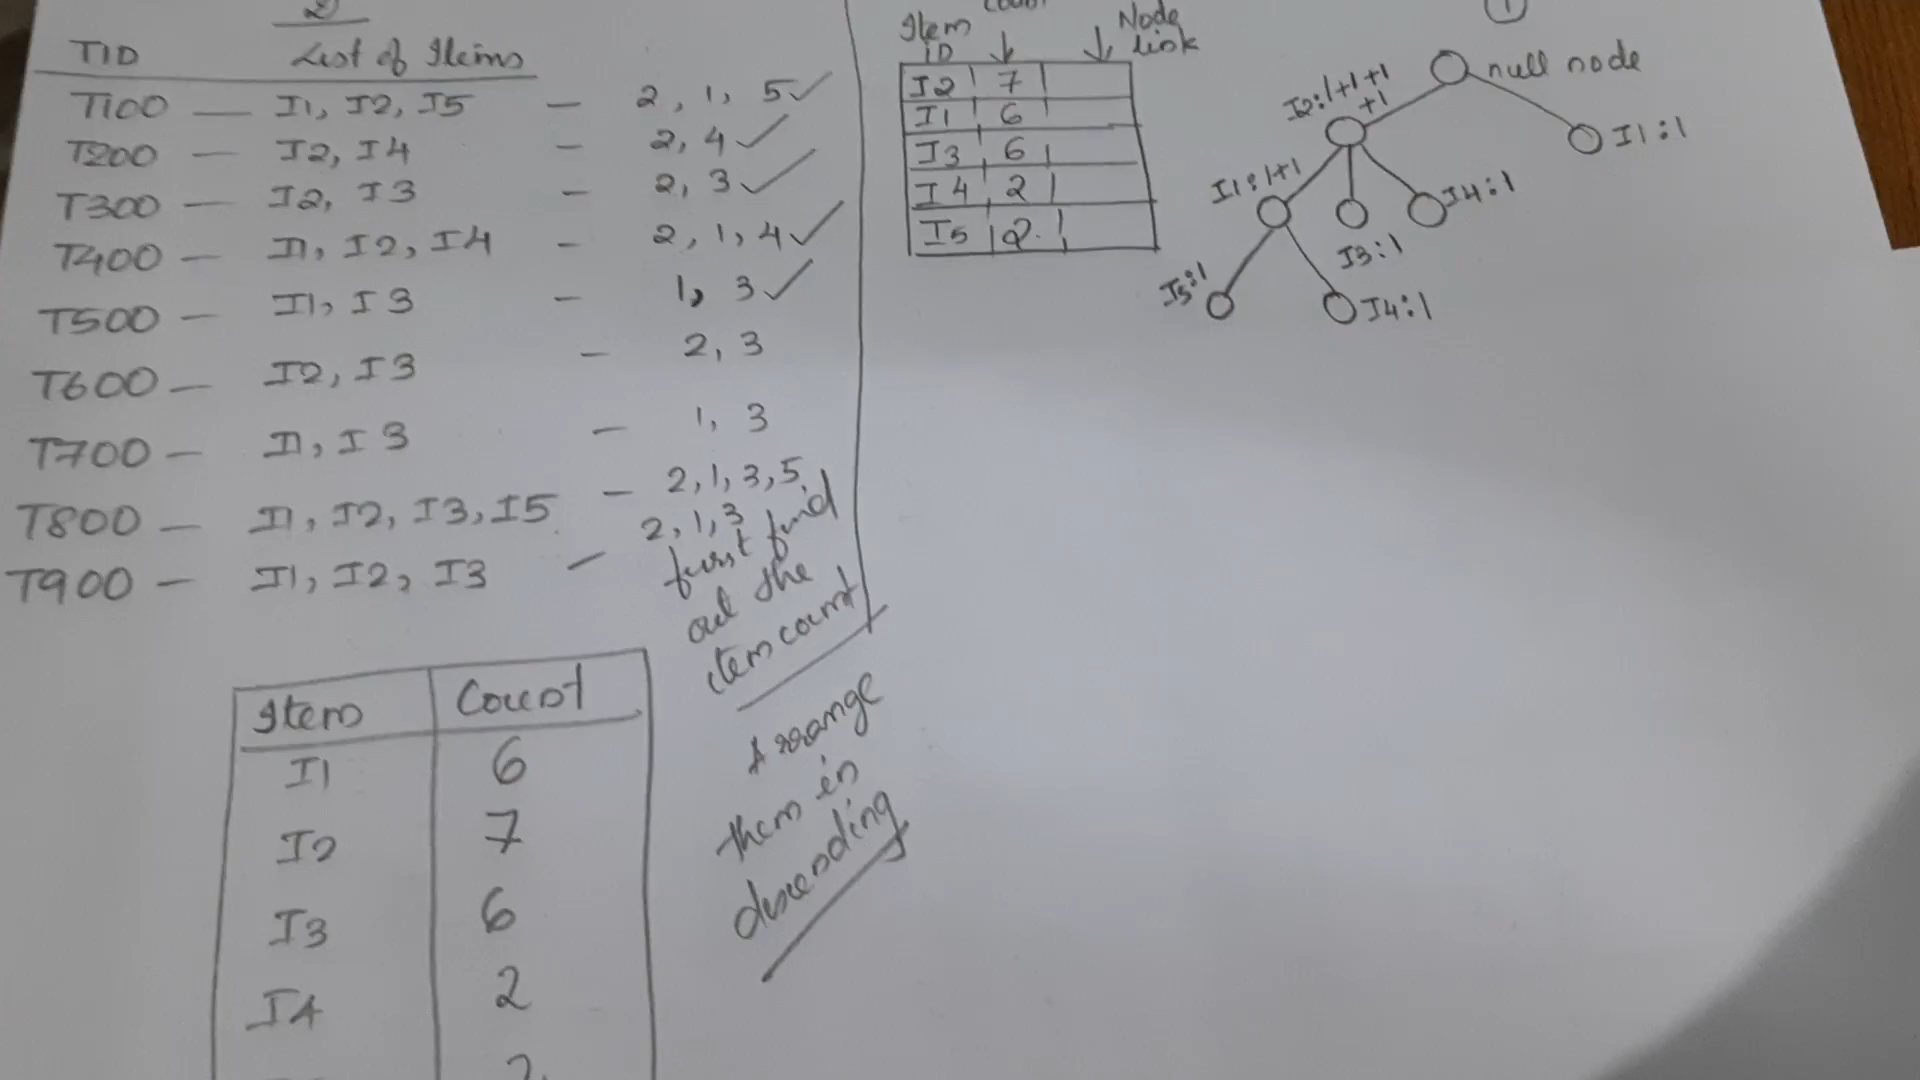 2
TID List of Items
T100 — I1, I2, I5 — 2, 1, 5 ✓
T200 — I2, I4 — 2, 4 ✓
T300 — I2, I3 — 2, 3 ✓
T400 — I1, I2, I4 — 2, 1, 4 ✓
T500 — I1, I3 — 1, 3 ✓
T600 — I2, I3 — 2, 3
T700 — I1, I3 — 1, 3
T800 — I1, I2, I3, I5 — 2, 1, 3, 5
T900 — I1, I2, I3 — 2, 1, 3
first find
out the
item count
Arrange
them in
descending
Item Count
I1 6
I2 7
I3 6
I4 2
2
Item
ID
count
Node
link
I2 7
I1 6
I3 6
I4 2
I5 2
1
null node
I2:1+1+1
+1
I1:1
I1:1+1
I4:1
I3:1
I5:1
I4:1